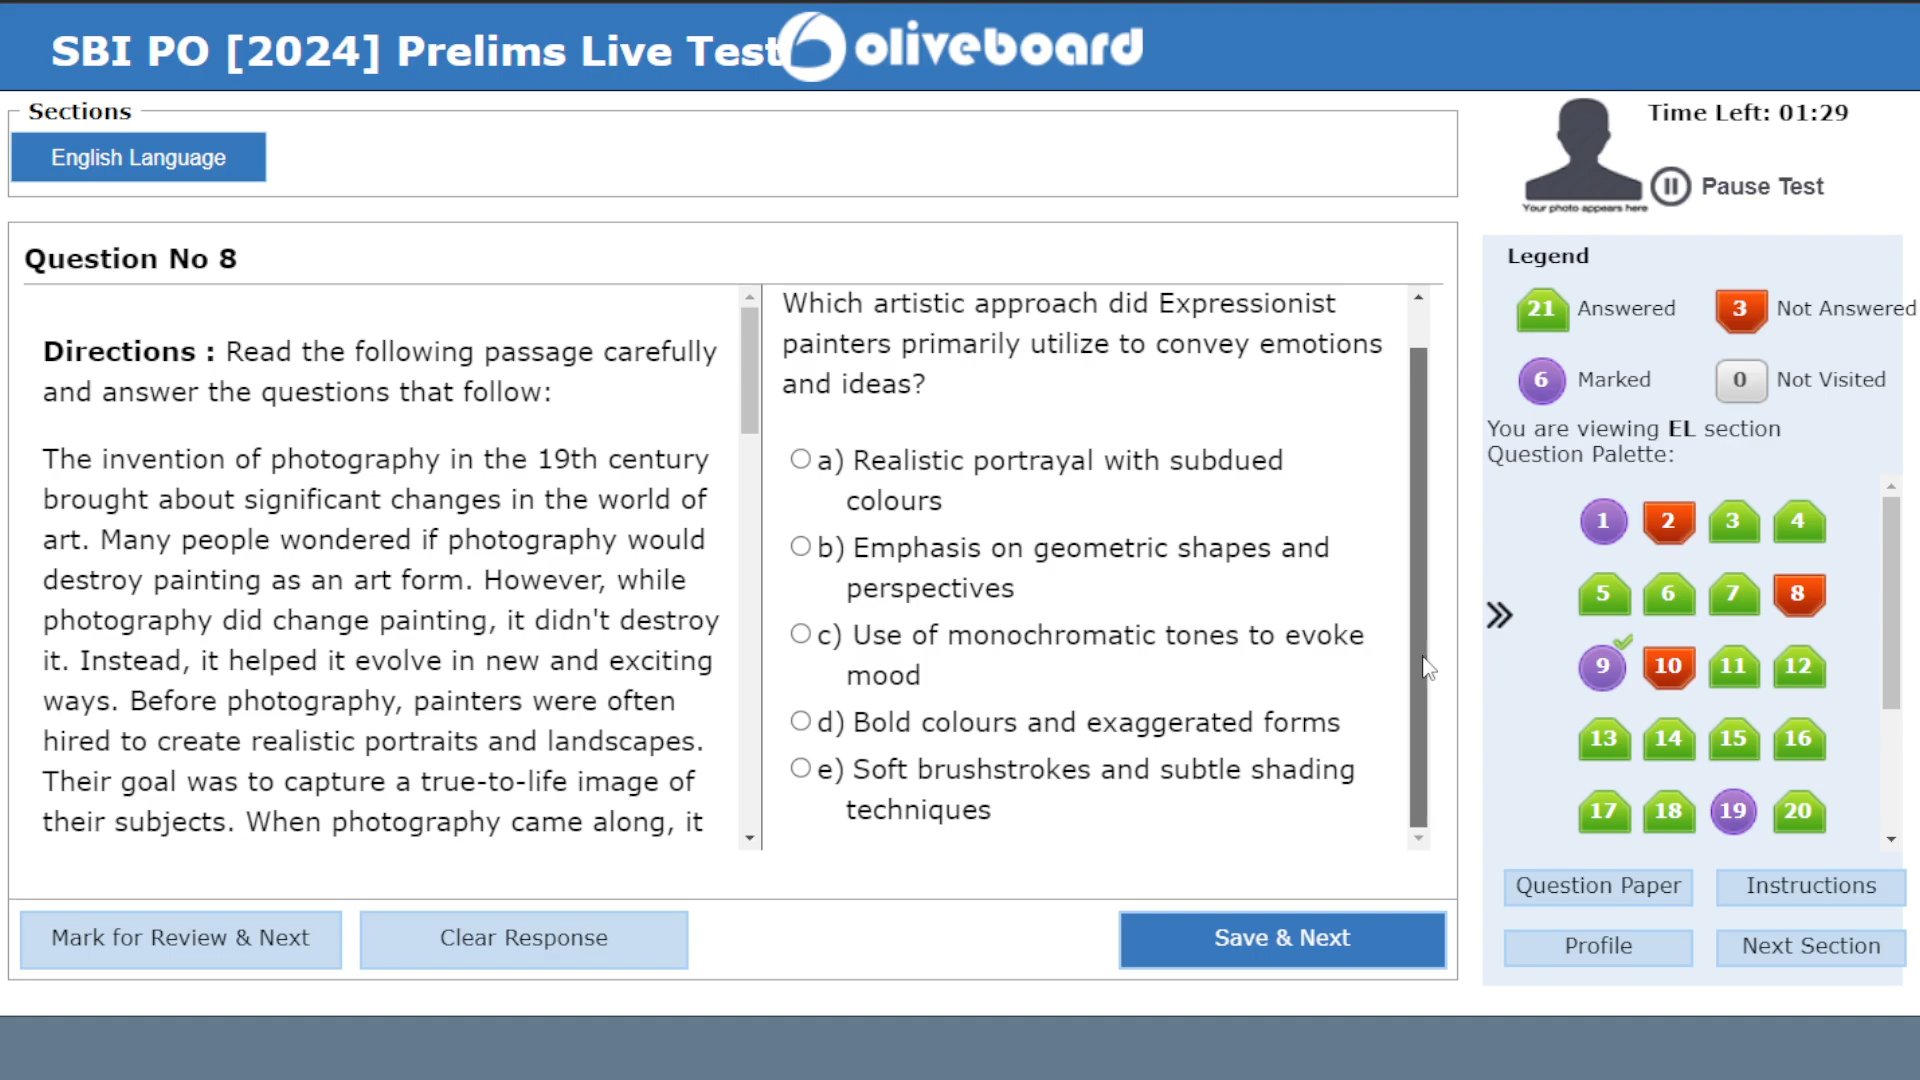 SBI PO [2024] Prelims Live Test
oliveboard
Sections
English Language
Time Left: 01:29
Your photo appears here
Pause Test
Question No 8
Directions : Read the following passage carefully
and answer the questions that follow:
The invention of photography in the 19th century
brought about significant changes in the world of
art. Many people wondered if photography would
destroy painting as an art form. However, while
photography did change painting, it didn't destroy
it. Instead, it helped it evolve in new and exciting
ways. Before photography, painters were often
hired to create realistic portraits and landscapes.
Their goal was to capture a true-to-life image of
their subjects. When photography came along, it
Which artistic approach did Expressionist
painters primarily utilize to convey emotions
and ideas?
a) Realistic portrayal with subdued
colours
b) Emphasis on geometric shapes and
perspectives
c) Use of monochromatic tones to evoke
mood
d) Bold colours and exaggerated forms
e) Soft brushstrokes and subtle shading
techniques
Mark for Review & Next
Clear Response
Save & Next
Legend
21 Answered
3 Not Answered
6 Marked
0 Not Visited
You are viewing EL section
Question Palette:
1 2 3 4
5 6 7 8
9 10 11 12
13 14 15 16
17 18 19 20
Question Paper
Instructions
Profile
Next Section